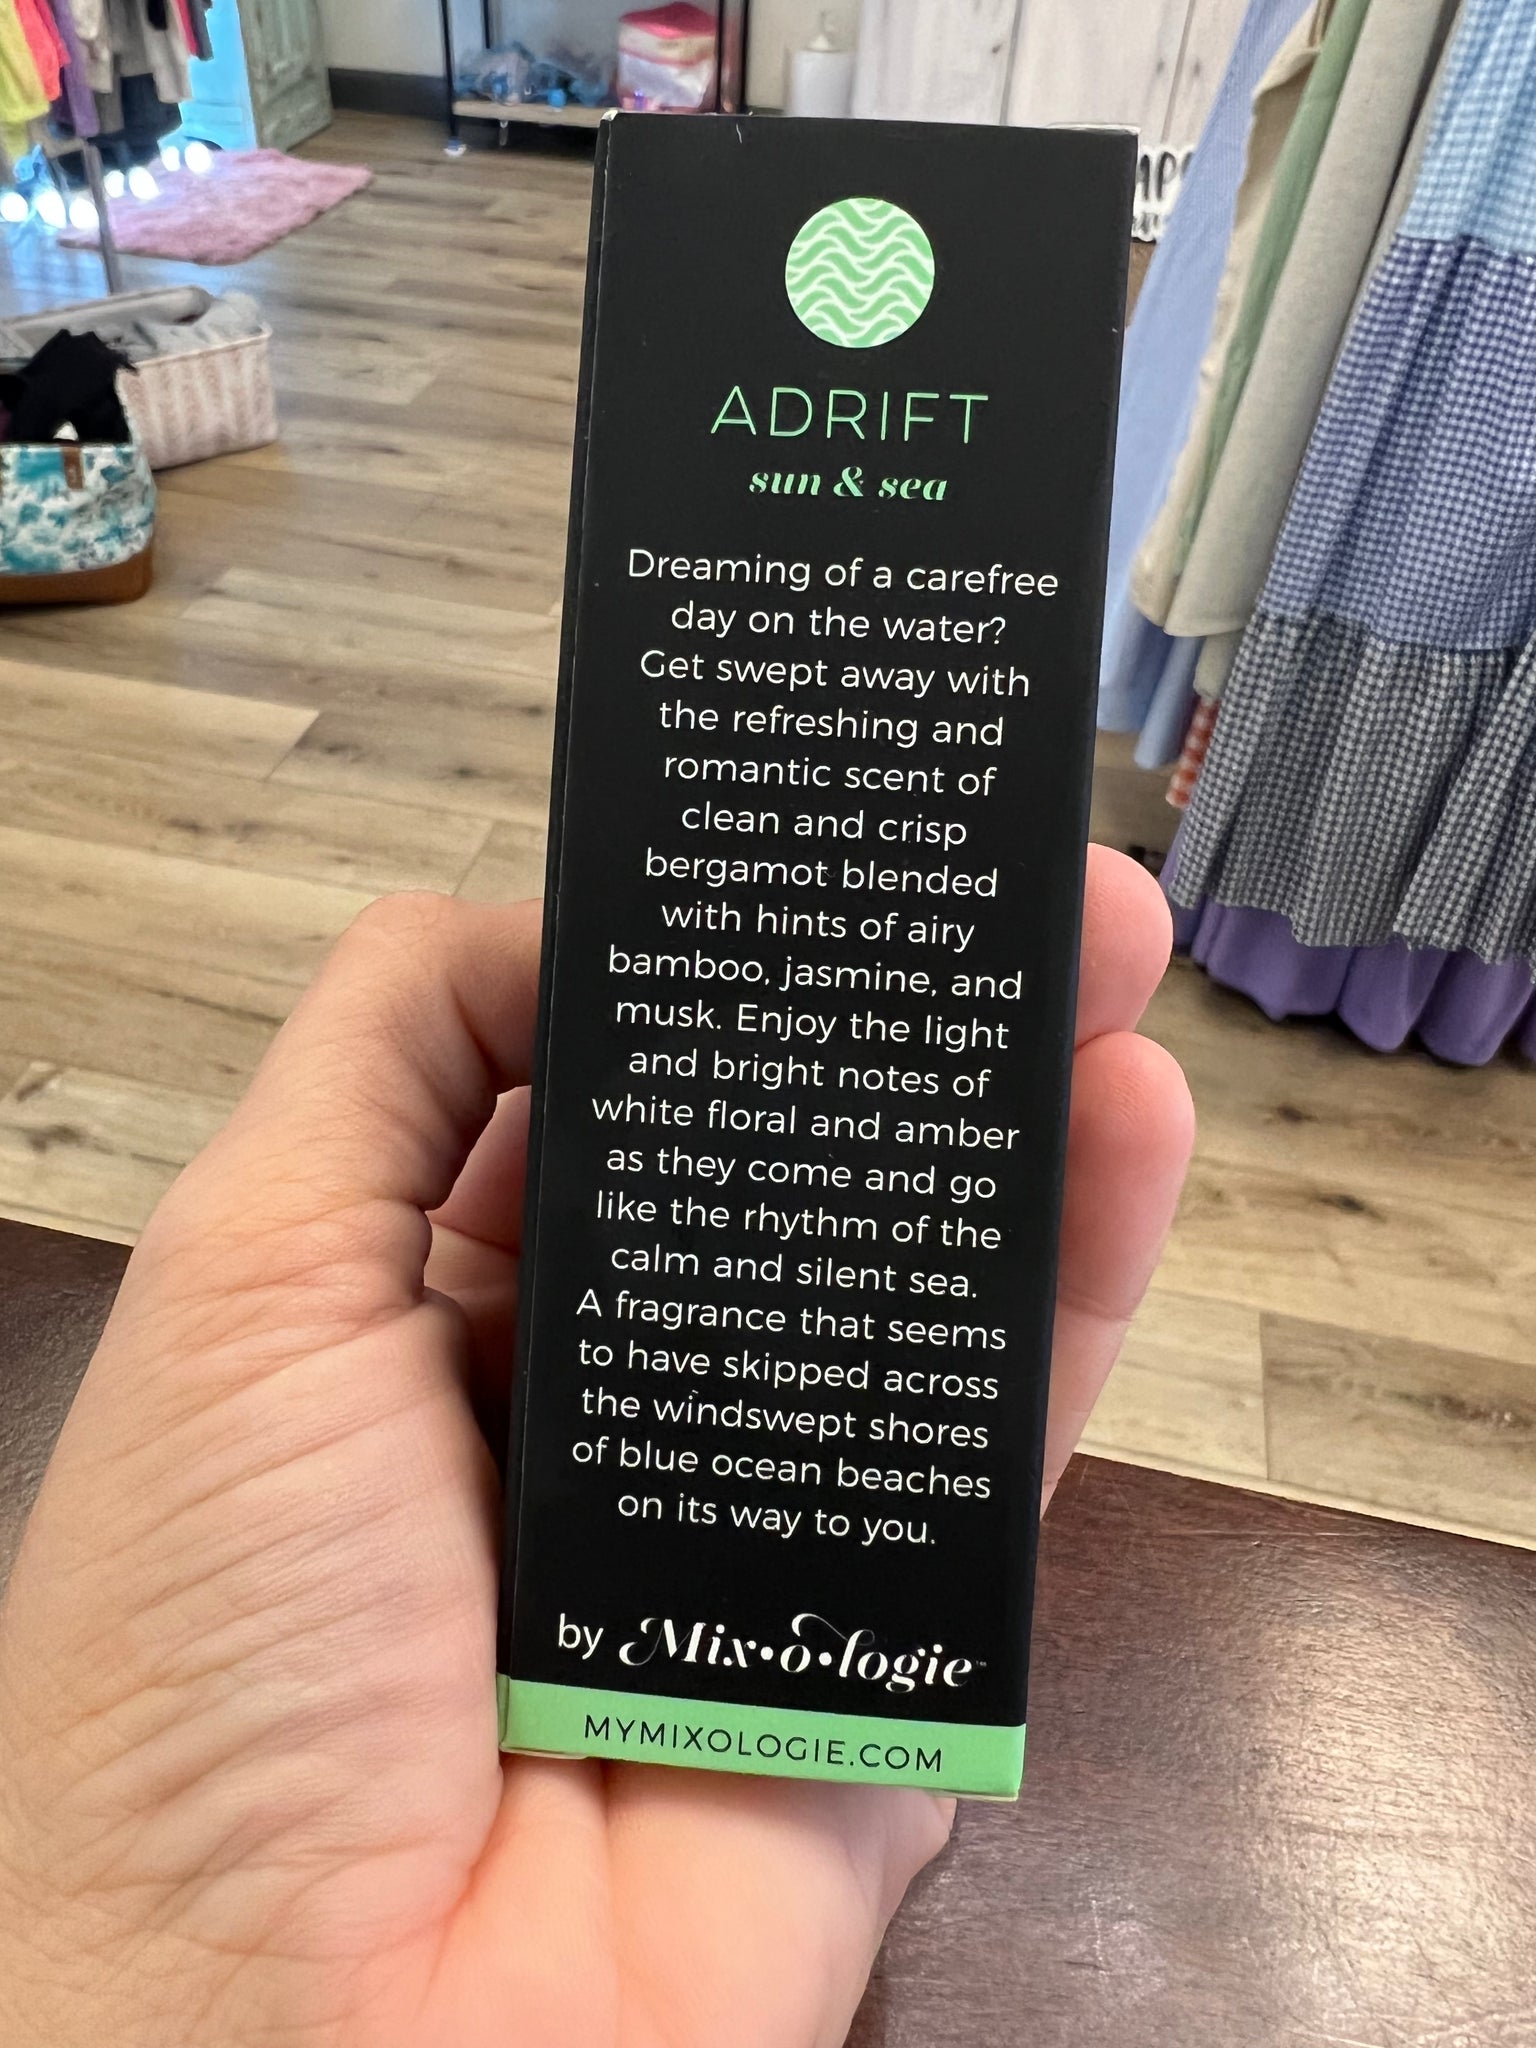 ADRIFT
sun & sea
Dreaming of a carefree
day on the water?
Get swept away with
the refreshing and
romantic scent of
clean and crisp
bergamot blended
with hints of airy
bamboo, jasmine, and
musk. Enjoy the light
and bright notes of
white floral and amber
as they come and go
like the rhythm of the
calm and silent sea.
A fragrance that seems
to have skipped across
the windswept shores
of blue ocean beaches
on its way to you.
by Mix•o•logie™
MYMIXOLOGIE.COM